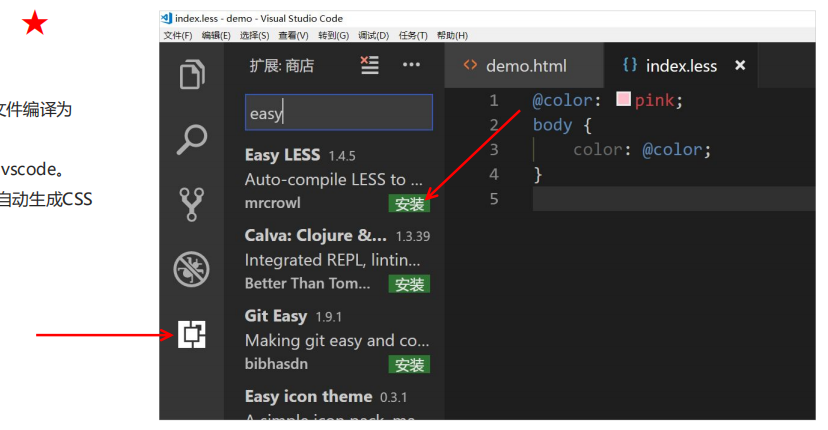 文件编译为
vscode。
自动生成CSS
index.less - demo - Visual Studio Code
文件(F) 编辑(E) 选择(S) 查看(V) 转到(G) 调试(D) 任务(T) 帮助(H)
扩展: 商店
easy
Easy LESS 1.4.5
Auto-compile LESS to ...
mrcrowl 安装
Calva: Clojure &... 1.3.39
Integrated REPL, lintin...
Better Than Tom... 安装
Git Easy 1.9.1
Making git easy and co...
bibhasdn 安装
Easy icon theme 0.3.1
A simple icon pack, me
demo.html index.less
1 @color: pink;
2 body {
3 color: @color;
4 }
5